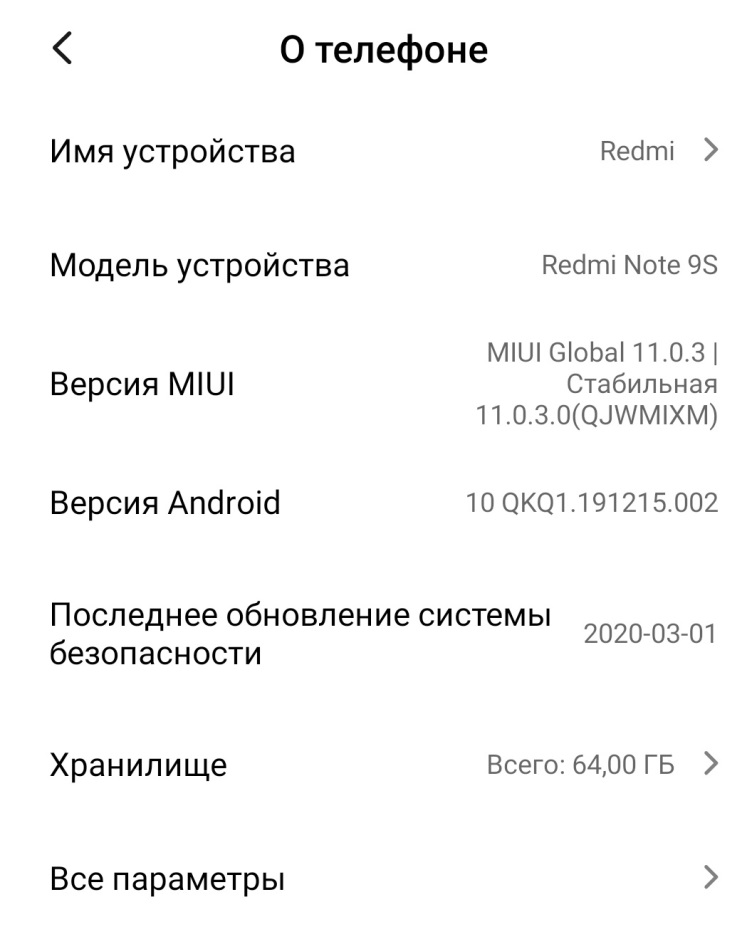 О телефоне
Имя устройства
Redmi
Модель устройства
Redmi Note 9S
Версия MIUI
MIUI Global 11.0.3 |
Стабильная
11.0.3.0(QJWMIXM)
Версия Android
10 QKQ1.191215.002
Последнее обновление системы
безопасности
2020-03-01
Хранилище
Всего: 64,00 ГБ
Все параметры